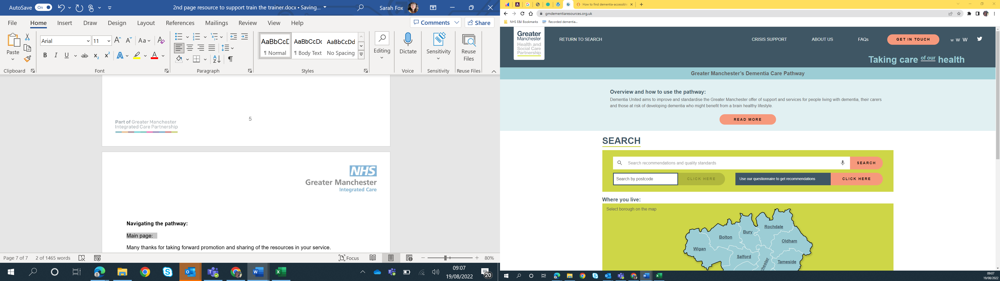 AutoSave On 2nd page resource to support train the trainer.docx • Saving... Sarah Fox
File Home Insert Draw Design Layout References Mailings Review View Help Comments Share
Paste Arial 11 Aa
AaBbCcDc AaBbCcDc AaBbCcDd
¶ Normal ¶ Body Text No Spacing
Editing Dictate Sensitivity Reuse Files
Clipboard Font Paragraph Styles Voice Sensitivity Reuse Files
5
Part of Greater Manchester
Integrated Care Partnership
NHS
Greater Manchester
Integrated Care
Navigating the pathway:
Main page:
Many thanks for taking forward promotion and sharing of the resources in your service.
Page 7 of 7 2 of 1465 words Focus 80%
09:07
19/08/2022
20
How to find dementia-accessible
gmdementiaresources.org.uk
NHS E&I Bookmarks Recorded dementia...
Greater
Manchester
Health and
Social Care
Partnership
RETURN TO SEARCH CRISIS SUPPORT ABOUT US FAQs GET IN TOUCH W W W
Taking care of our health
Greater Manchester's Dementia Care Pathway
Overview and how to use the pathway:
Dementia United aims to improve and standardise the Greater Manchester offer of support and services for people living with dementia, their carers
and those at risk of developing dementia who might benefit from a brain healthy lifestyle.
READ MORE
SEARCH
Search recommendations and quality standards SEARCH
Search by postcode CLICK HERE Use our questionnaire to get recommendations CLICK HERE
Where you live:
Select borough on the map
Rochdale
Bury
Bolton
Oldham
Wigan
Salford
Tameside
09:07
19/08/2022